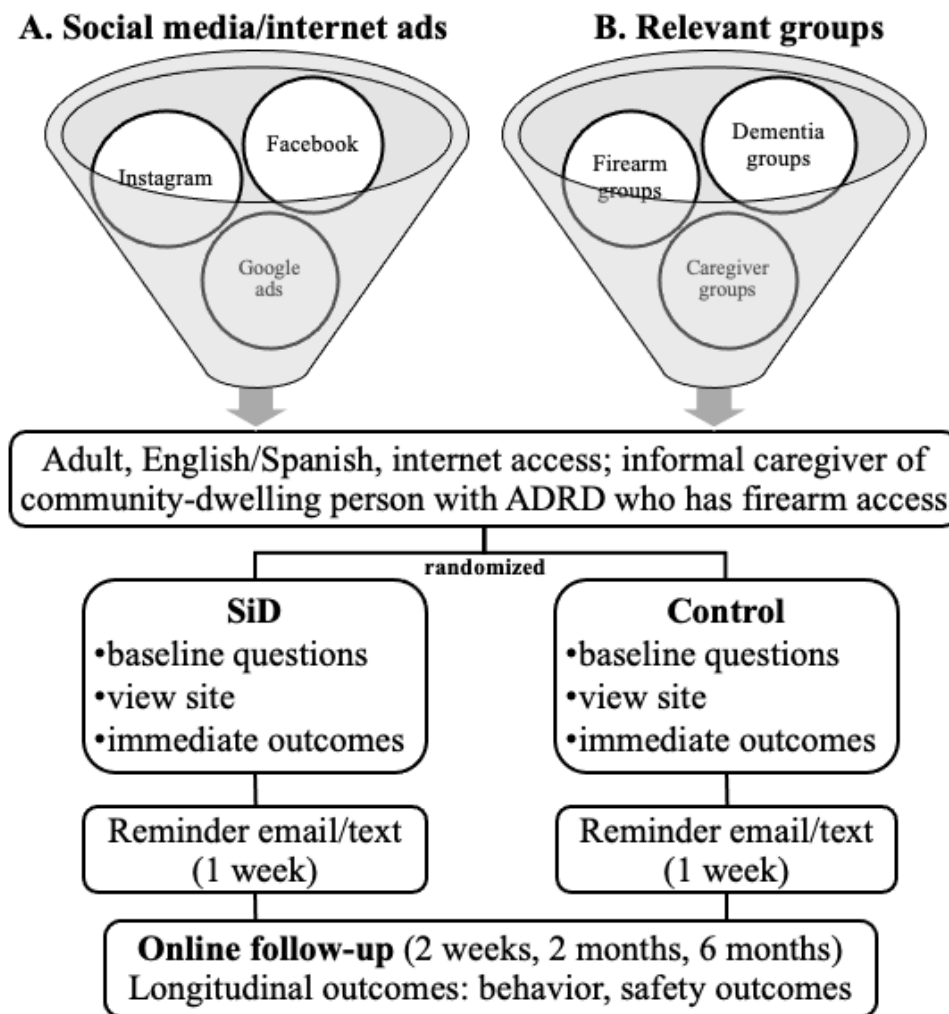 A. Social media/internet ads
B. Relevant groups
Instagram
Facebook
Google
ads
Firearm
groups
Dementia
groups
Caregiver
groups
Adult, English/Spanish, internet access; informal caregiver of
community-dwelling person with ADRD who has firearm access
randomized
SiD
•baseline questions
•view site
•immediate outcomes
Control
•baseline questions
•view site
•immediate outcomes
Reminder email/text
(1 week)
Reminder email/text
(1 week)
Online follow-up (2 weeks, 2 months, 6 months)
Longitudinal outcomes: behavior, safety outcomes